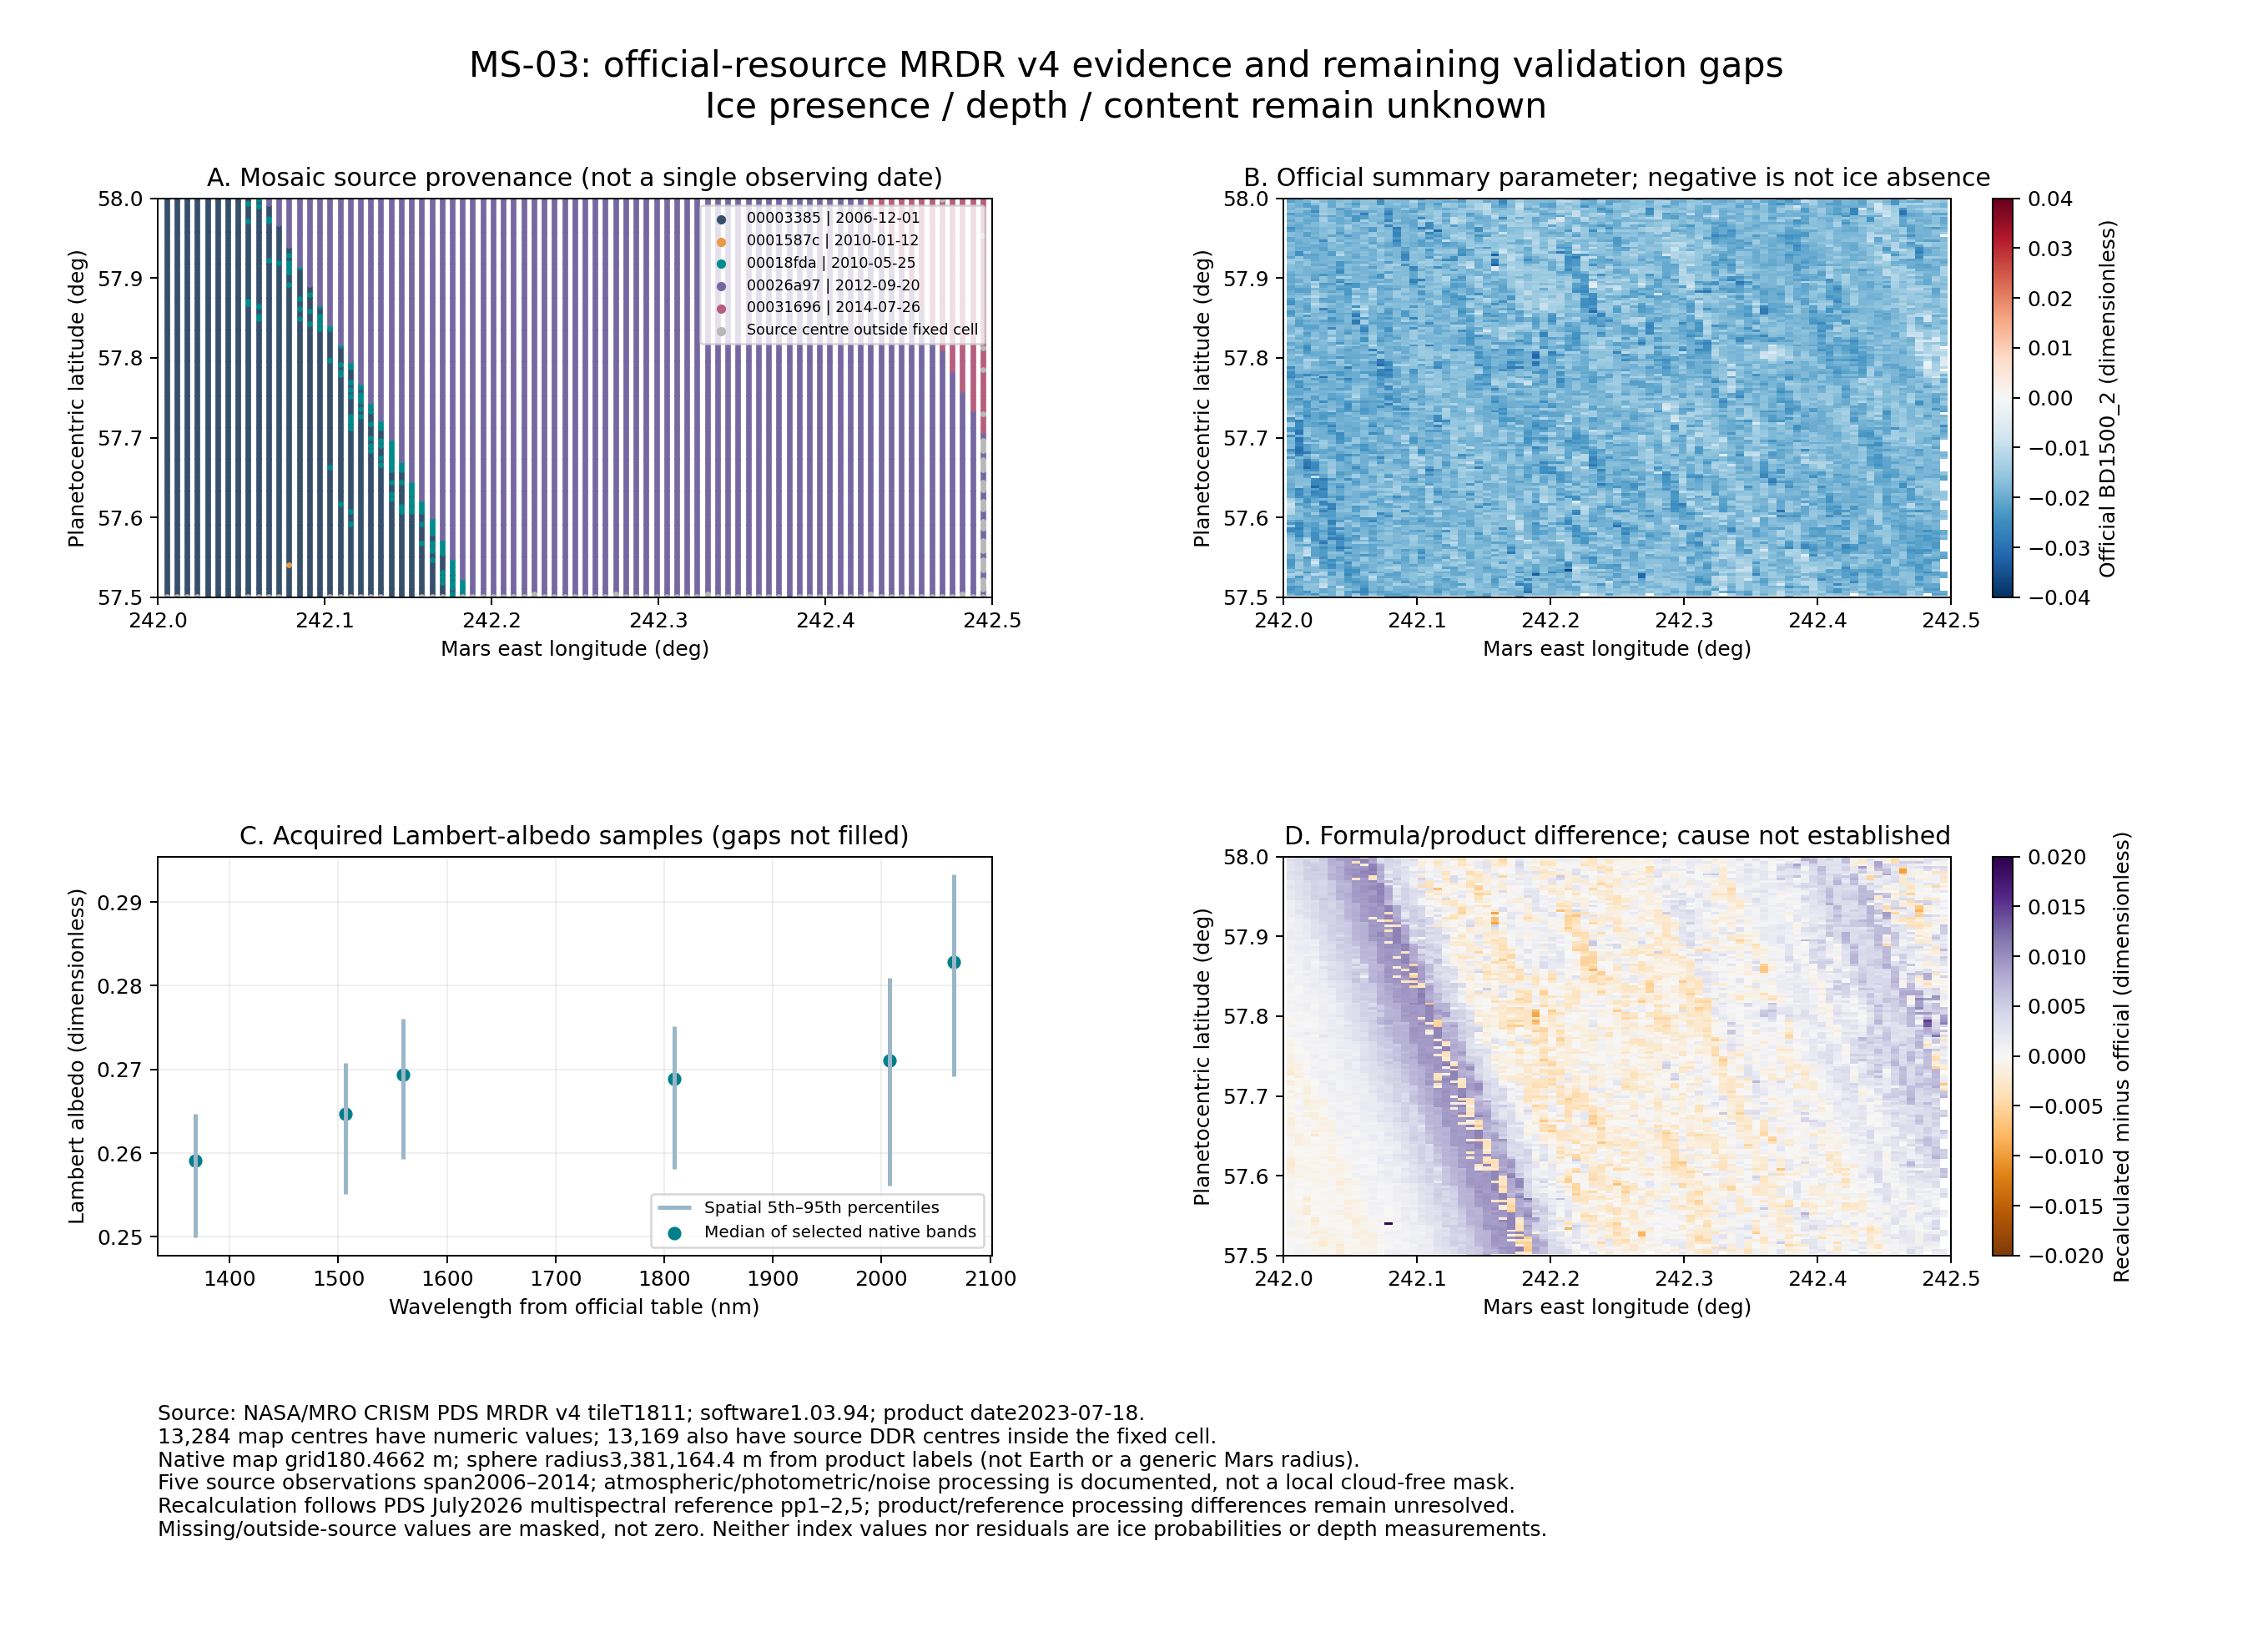 MS-03: official-resource MRDR v4 evidence and remaining validation gaps
Ice presence / depth / content remain unknown
A. Mosaic source provenance (not a single observing date)
58.0
57.9
57.8
57.7
57.6
57.5
Planetocentric latitude (deg)
00003385 | 2006-12-01
0001587c | 2010-01-12
00018fda | 2010-05-25
00026a97 | 2012-09-20
00031696 | 2014-07-26
Source centre outside fixed cell
242.0 242.1 242.2 242.3 242.4 242.5
Mars east longitude (deg)
B. Official summary parameter; negative is not ice absence
58.0
57.9
57.8
57.7
57.6
57.5
Planetocentric latitude (deg)
242.0 242.1 242.2 242.3 242.4 242.5
Mars east longitude (deg)
0.04
0.03
0.02
0.01
0.00
−0.01
−0.02
−0.03
−0.04
Official BD1500_2 (dimensionless)
C. Acquired Lambert-albedo samples (gaps not filled)
0.29
0.28
0.27
0.26
0.25
Lambert albedo (dimensionless)
Spatial 5th–95th percentiles
Median of selected native bands
1400 1500 1600 1700 1800 1900 2000 2100
Wavelength from official table (nm)
D. Formula/product difference; cause not established
58.0
57.9
57.8
57.7
57.6
57.5
Planetocentric latitude (deg)
242.0 242.1 242.2 242.3 242.4 242.5
Mars east longitude (deg)
0.020
0.015
0.010
0.005
0.000
−0.005
−0.010
−0.015
−0.020
Recalculated minus official (dimensionless)
Source: NASA/MRO CRISM PDS MRDR v4 tileT1811; software1.03.94; product date2023-07-18.
13,284 map centres have numeric values; 13,169 also have source DDR centres inside the fixed cell.
Native map grid180.4662 m; sphere radius3,381,164.4 m from product labels (not Earth or a generic Mars radius).
Five source observations span2006–2014; atmospheric/photometric/noise processing is documented, not a local cloud-free mask.
Recalculation follows PDS July2026 multispectral reference pp1–2,5; product/reference processing differences remain unresolved.
Missing/outside-source values are masked, not zero. Neither index values nor residuals are ice probabilities or depth measurements.